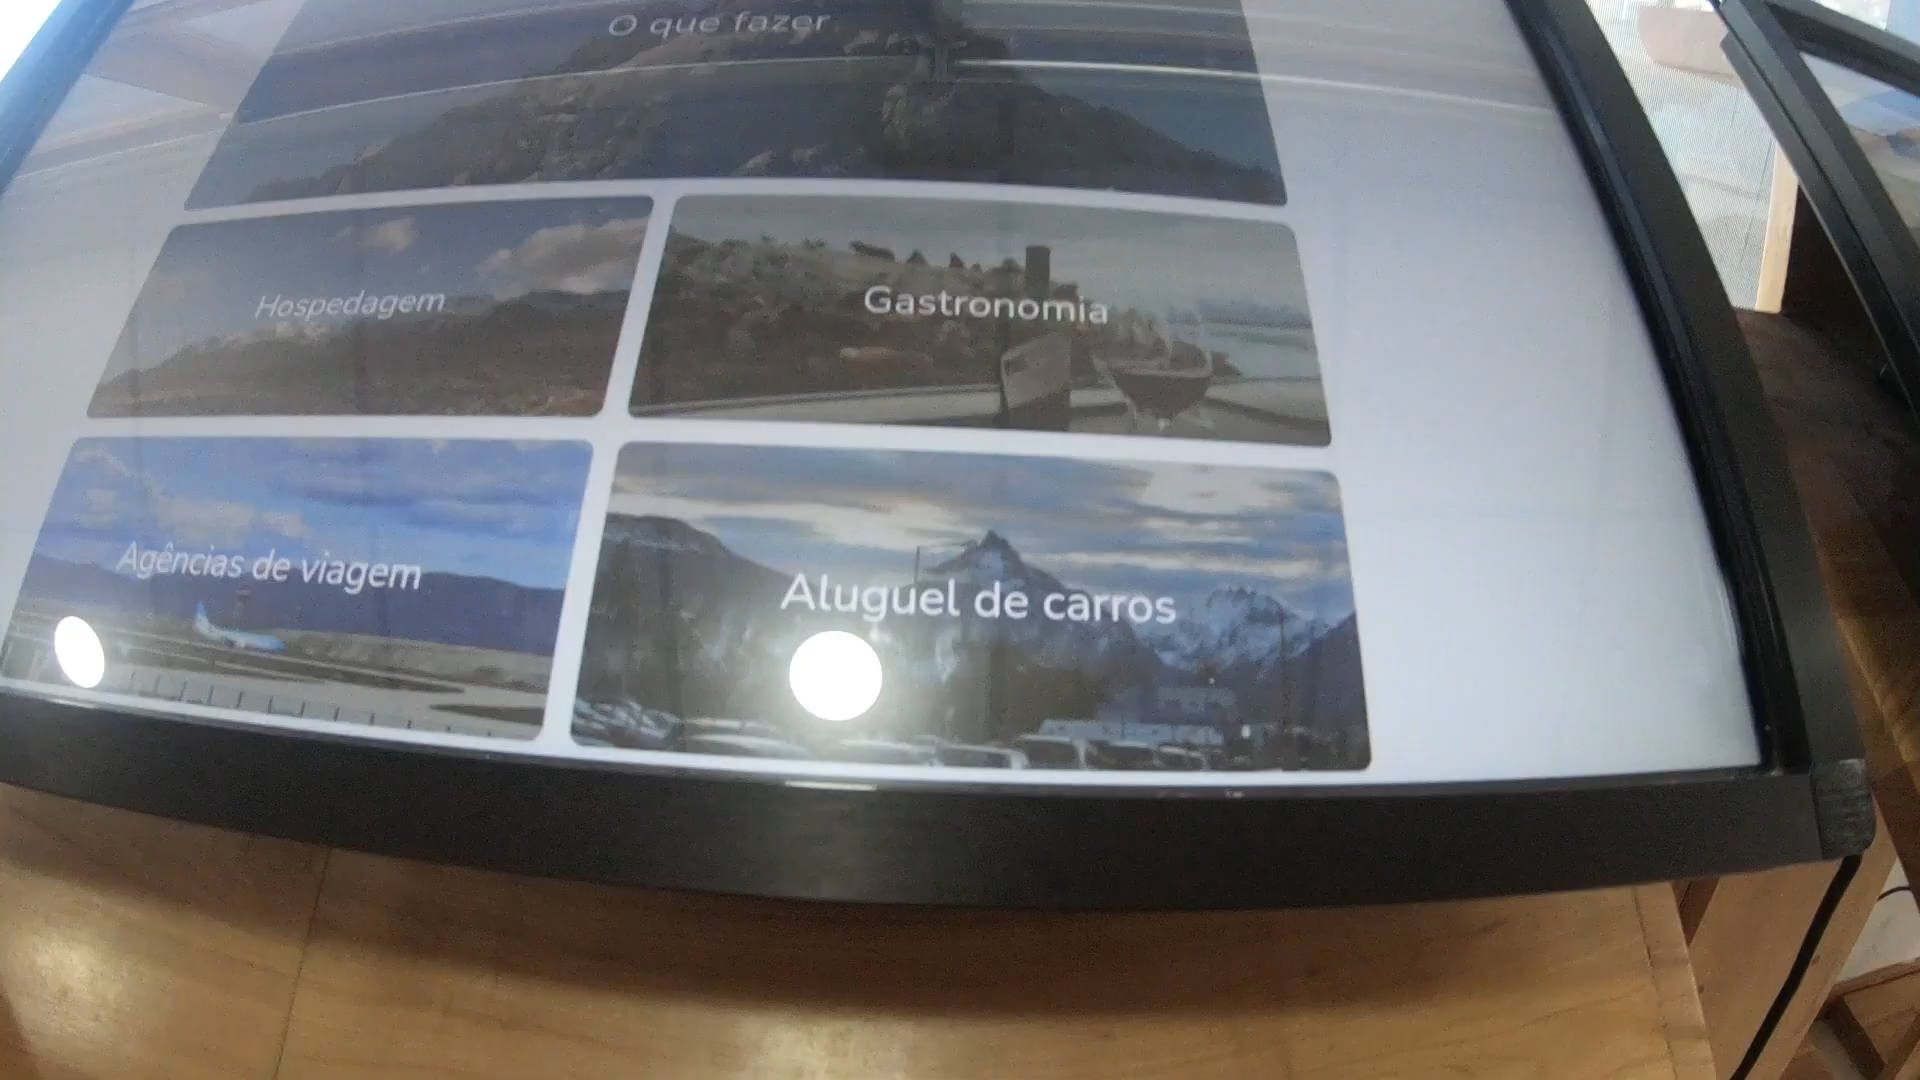 O que fazer
Hospedagem
Gastronomia
Agências de viagem
Aluguel de carros